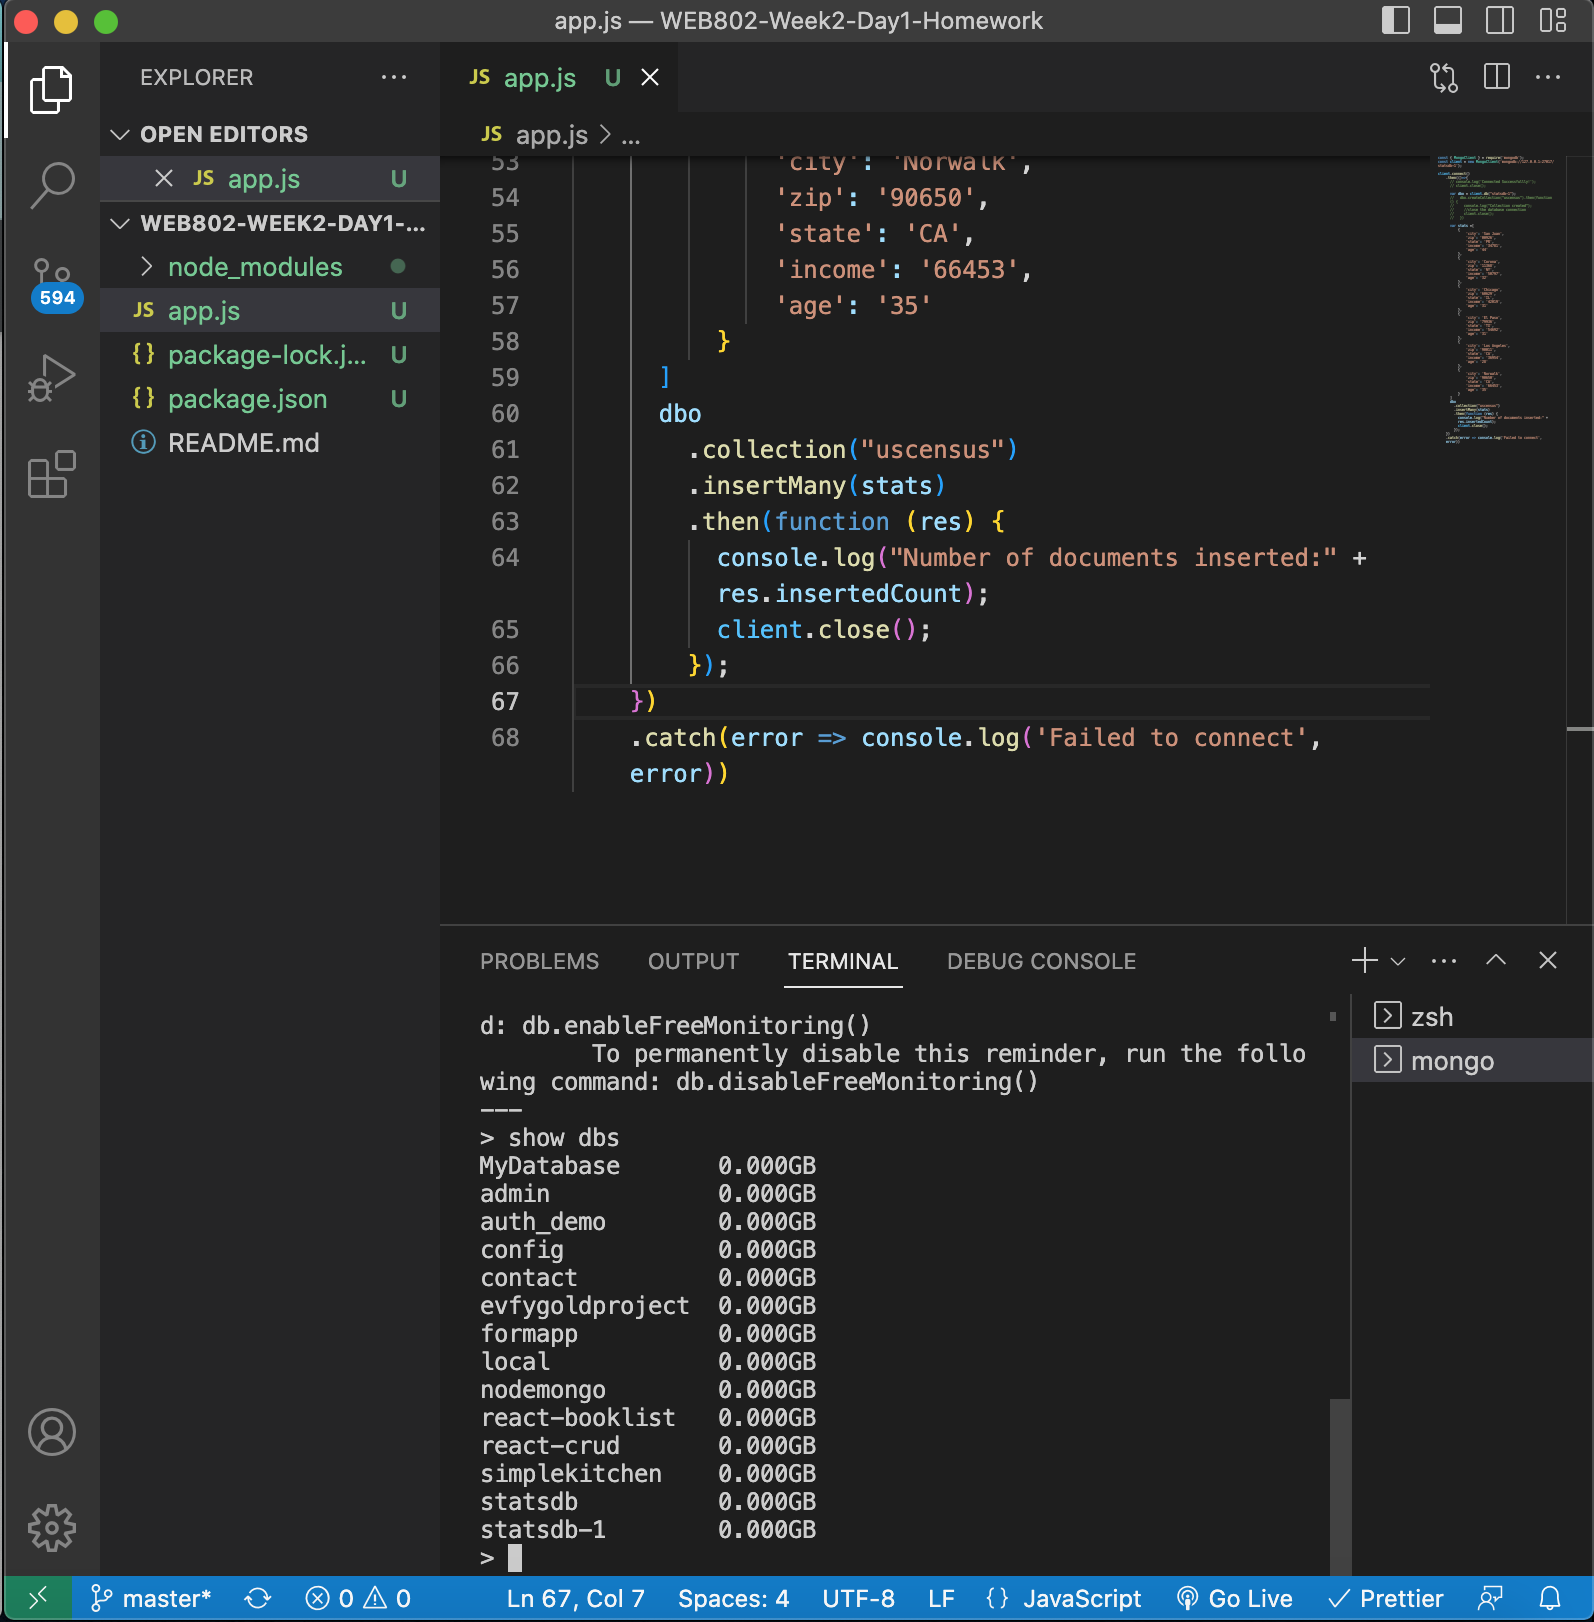 app.js — WEB802-Week2-Day1-Homework
EXPLORER
OPEN EDITORS
JS app.js U
WEB802-WEEK2-DAY1-...
node_modules
JS app.js U
{} package-lock.j... U
{} package.json U
README.md
594
JS app.js U
JS app.js > ...
53 'city': 'Norwalk',
54 'zip': '90650',
55 'state': 'CA',
56 'income': '66453',
57 'age': '35'
58 }
59 ]
60 dbo
61 .collection("uscensus")
62 .insertMany(stats)
63 .then(function (res) {
64 console.log("Number of documents inserted:" +
res.insertedCount);
65 client.close();
66 });
67 })
68 .catch(error => console.log('Failed to connect',
error))
PROBLEMS OUTPUT TERMINAL DEBUG CONSOLE
d: db.enableFreeMonitoring()
To permanently disable this reminder, run the follo
wing command: db.disableFreeMonitoring()
---
> show dbs
MyDatabase 0.000GB
admin 0.000GB
auth_demo 0.000GB
config 0.000GB
contact 0.000GB
evfygoldproject 0.000GB
formapp 0.000GB
local 0.000GB
nodemongo 0.000GB
react-booklist 0.000GB
react-crud 0.000GB
simplekitchen 0.000GB
statsdb 0.000GB
statsdb-1 0.000GB
>
zsh
mongo
master* 0 0 Ln 67, Col 7 Spaces: 4 UTF-8 LF {} JavaScript Go Live Prettier